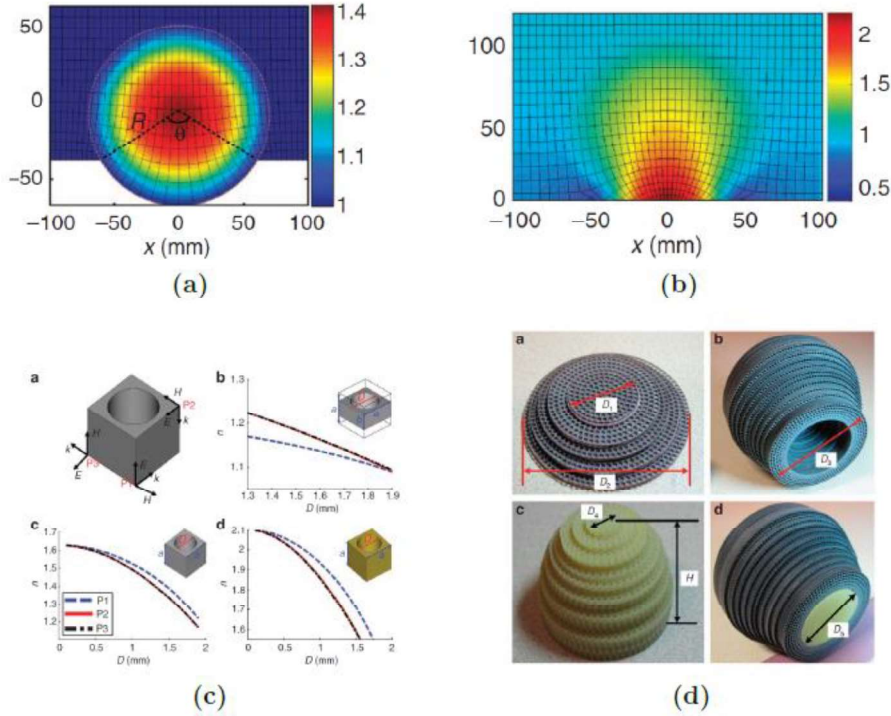 1.4
1.3
1.2
1.1
1
50
0
−50
R
θ
−100 −50 0 50 100
x (mm)
(a)
2
1.5
1
0.5
100
50
0
−100 −50 0 50 100
x (mm)
(b)
a
H
P2
E
k
H
k
P3
E
E
P1
k
H
b
1.3
1.2
1.1
n
1.3 1.4 1.5 1.6 1.7 1.8 1.9
D (mm)
a
c
1.7
1.6
1.5
1.4
1.3
1.2
1.1
n
P1
P2
P3
0 0.5 1 1.5 2
D (mm)
a
d
2.1
2.0
1.9
1.8
1.7
1.6
n
0 0.5 1 1.5 2
D (mm)
a
(c)
a
D1
D2
b
D3
c
D4
H
d
D5
(d)